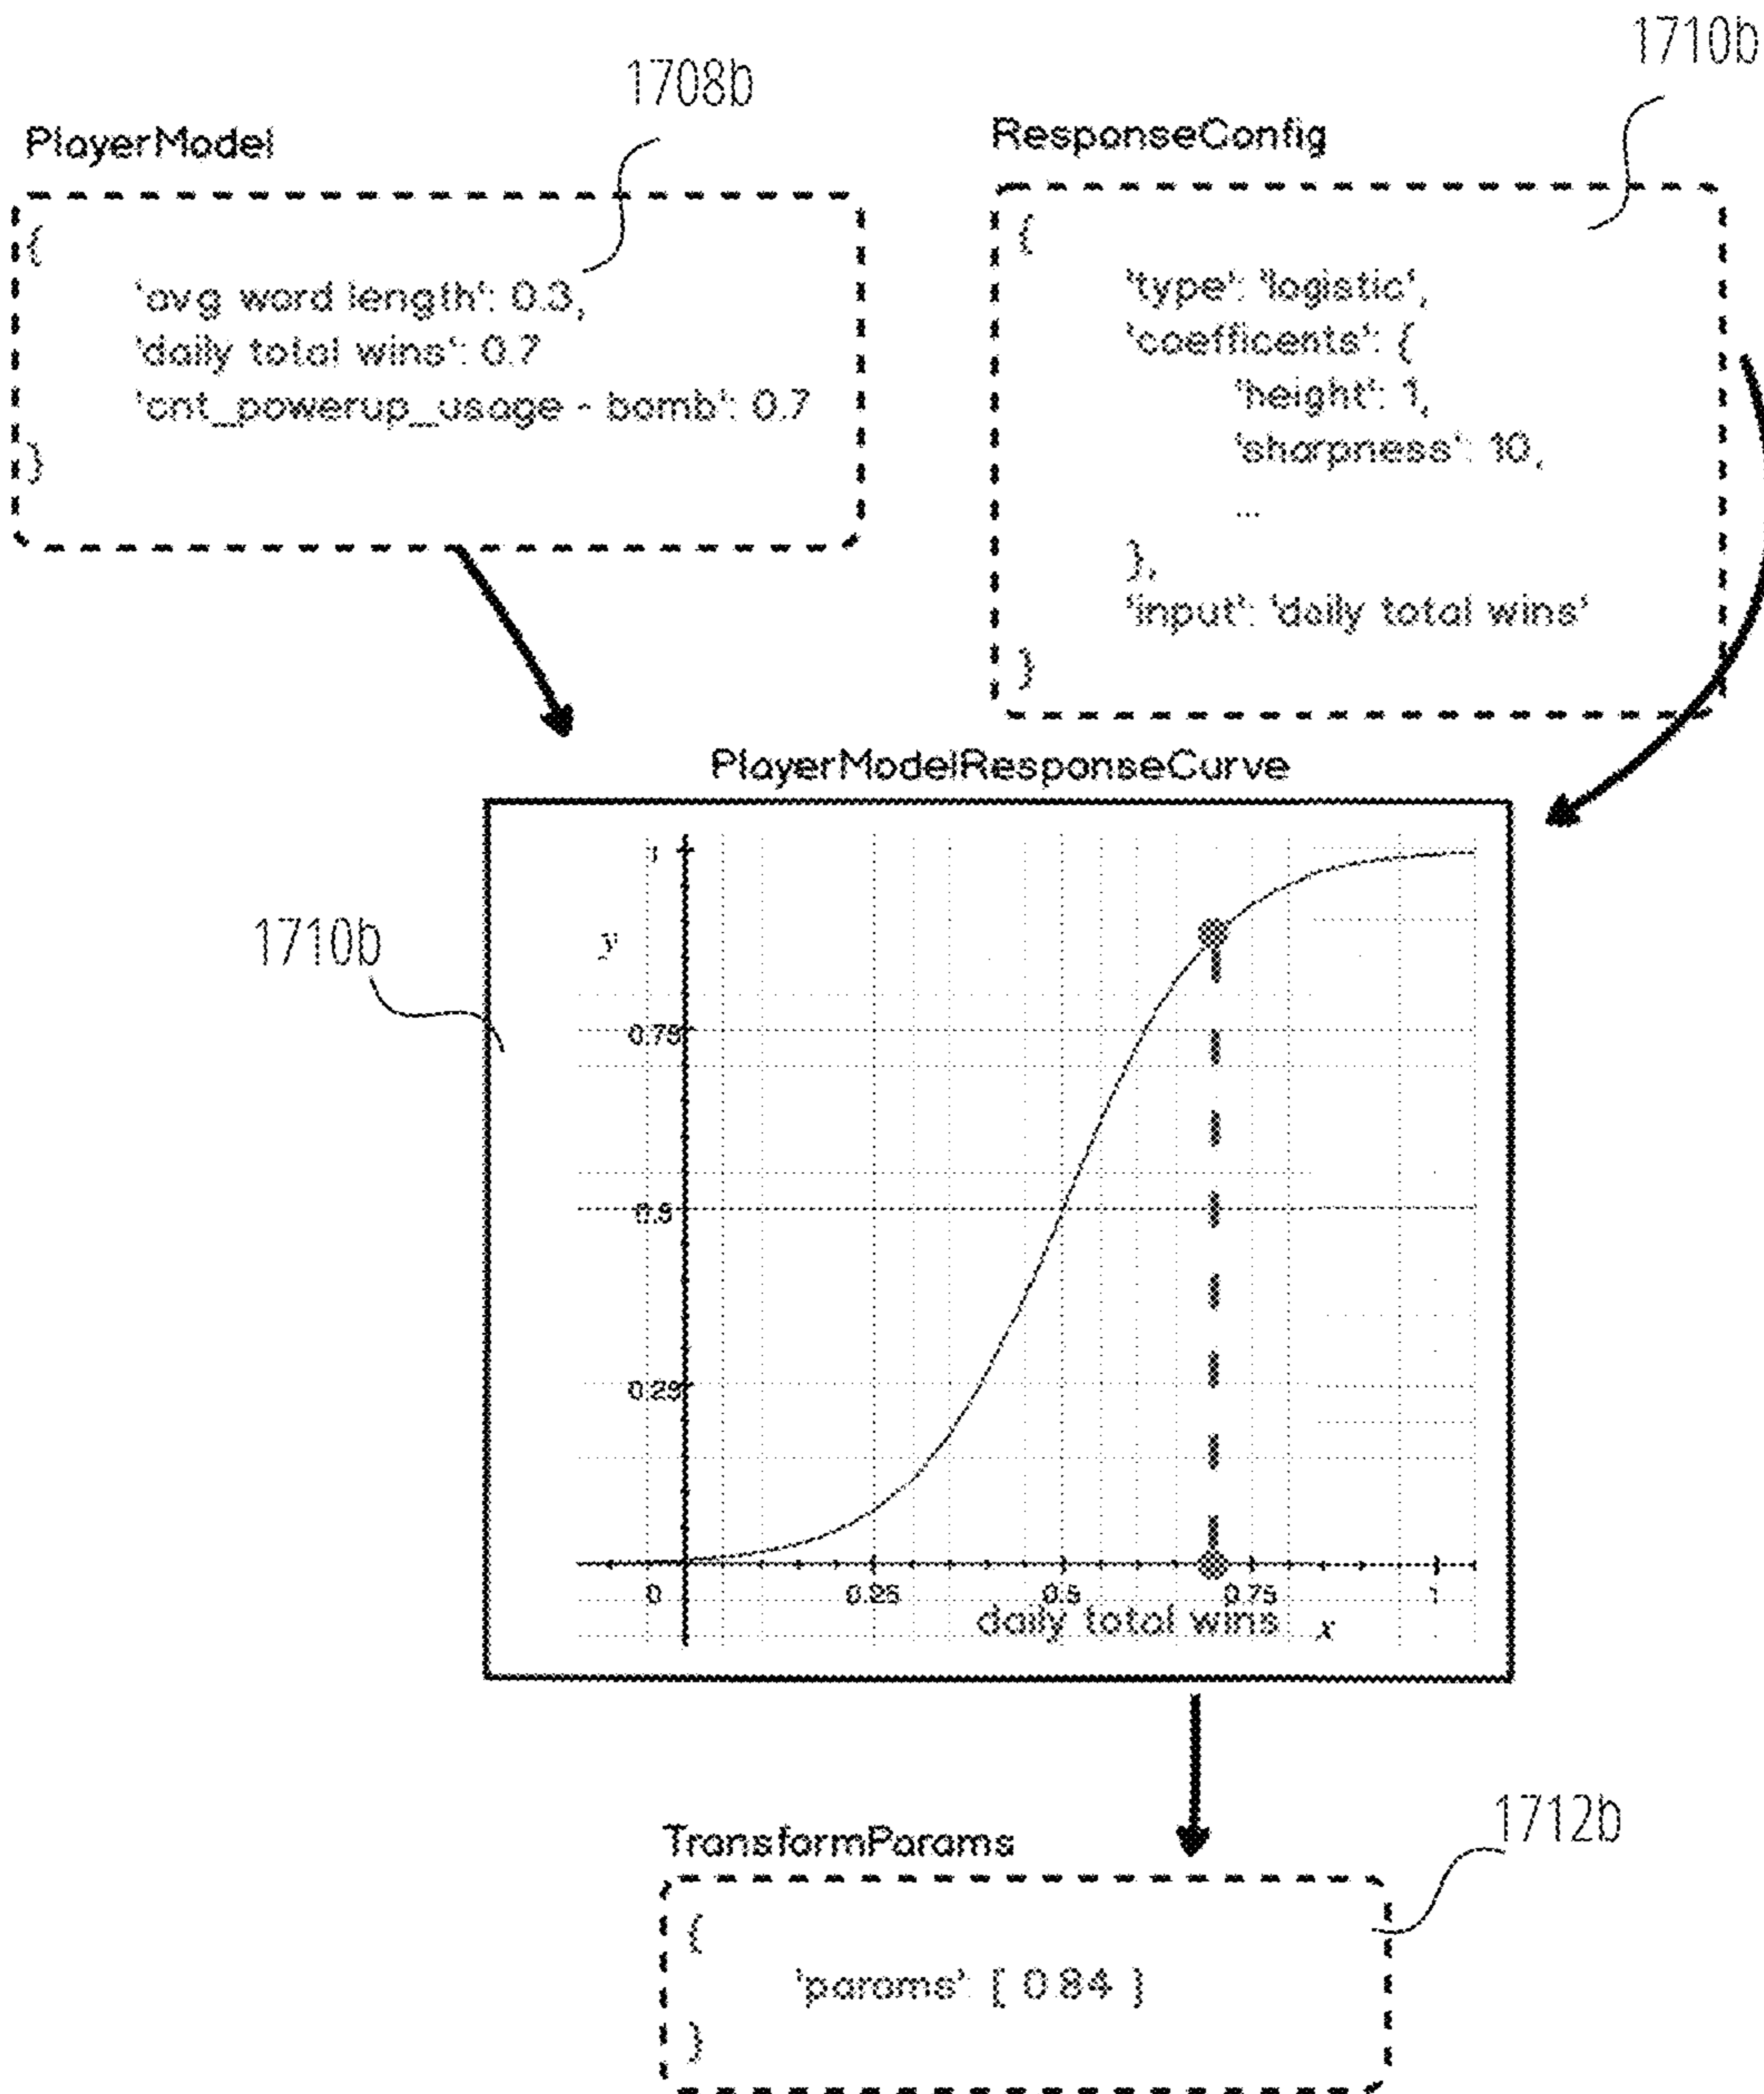 1708b
1710b
PlayerModel
{
'avg word length': 0.3,
'daily total wins': 0.7
'cnt_powerup_usage - bomb': 0.7
}
ResponseConfig
{
'type': 'logistic',
'coefficents': {
'height': 1,
'sharpness': 10,
...
},
'input': 'daily total wins'
}
PlayerModelResponseCurve
1710b
1
y
0.75
0.5
0.25
0 0.25 0.5 0.75 1
daily total wins x
TransformParams
1712b
{
'params': [ 0.84 ]
}